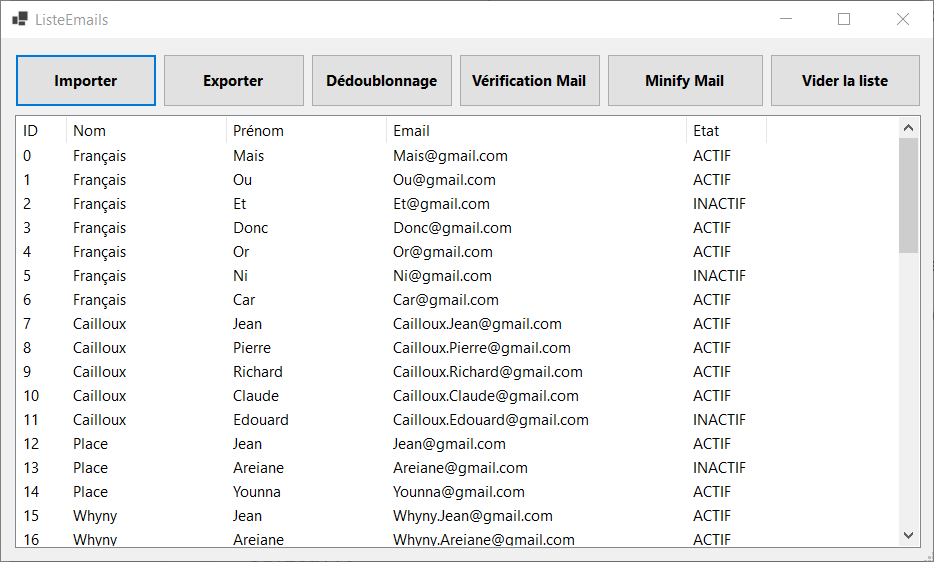 ListeEmails
Importer Exporter Dédoublonnage Vérification Mail Minify Mail Vider la liste
ID Nom Prénom Email Etat
0 Français Mais Mais@gmail.com ACTIF
1 Français Ou Ou@gmail.com ACTIF
2 Français Et Et@gmail.com INACTIF
3 Français Donc Donc@gmail.com ACTIF
4 Français Or Or@gmail.com ACTIF
5 Français Ni Ni@gmail.com INACTIF
6 Français Car Car@gmail.com ACTIF
7 Cailloux Jean Cailloux.Jean@gmail.com ACTIF
8 Cailloux Pierre Cailloux.Pierre@gmail.com ACTIF
9 Cailloux Richard Cailloux.Richard@gmail.com ACTIF
10 Cailloux Claude Cailloux.Claude@gmail.com ACTIF
11 Cailloux Edouard Cailloux.Edouard@gmail.com INACTIF
12 Place Jean Jean@gmail.com ACTIF
13 Place Areiane Areiane@gmail.com INACTIF
14 Place Younna Younna@gmail.com ACTIF
15 Whyny Jean Whyny.Jean@gmail.com ACTIF
16 Whyny Areiane Whyny.Areiane@gmail.com ACTIF